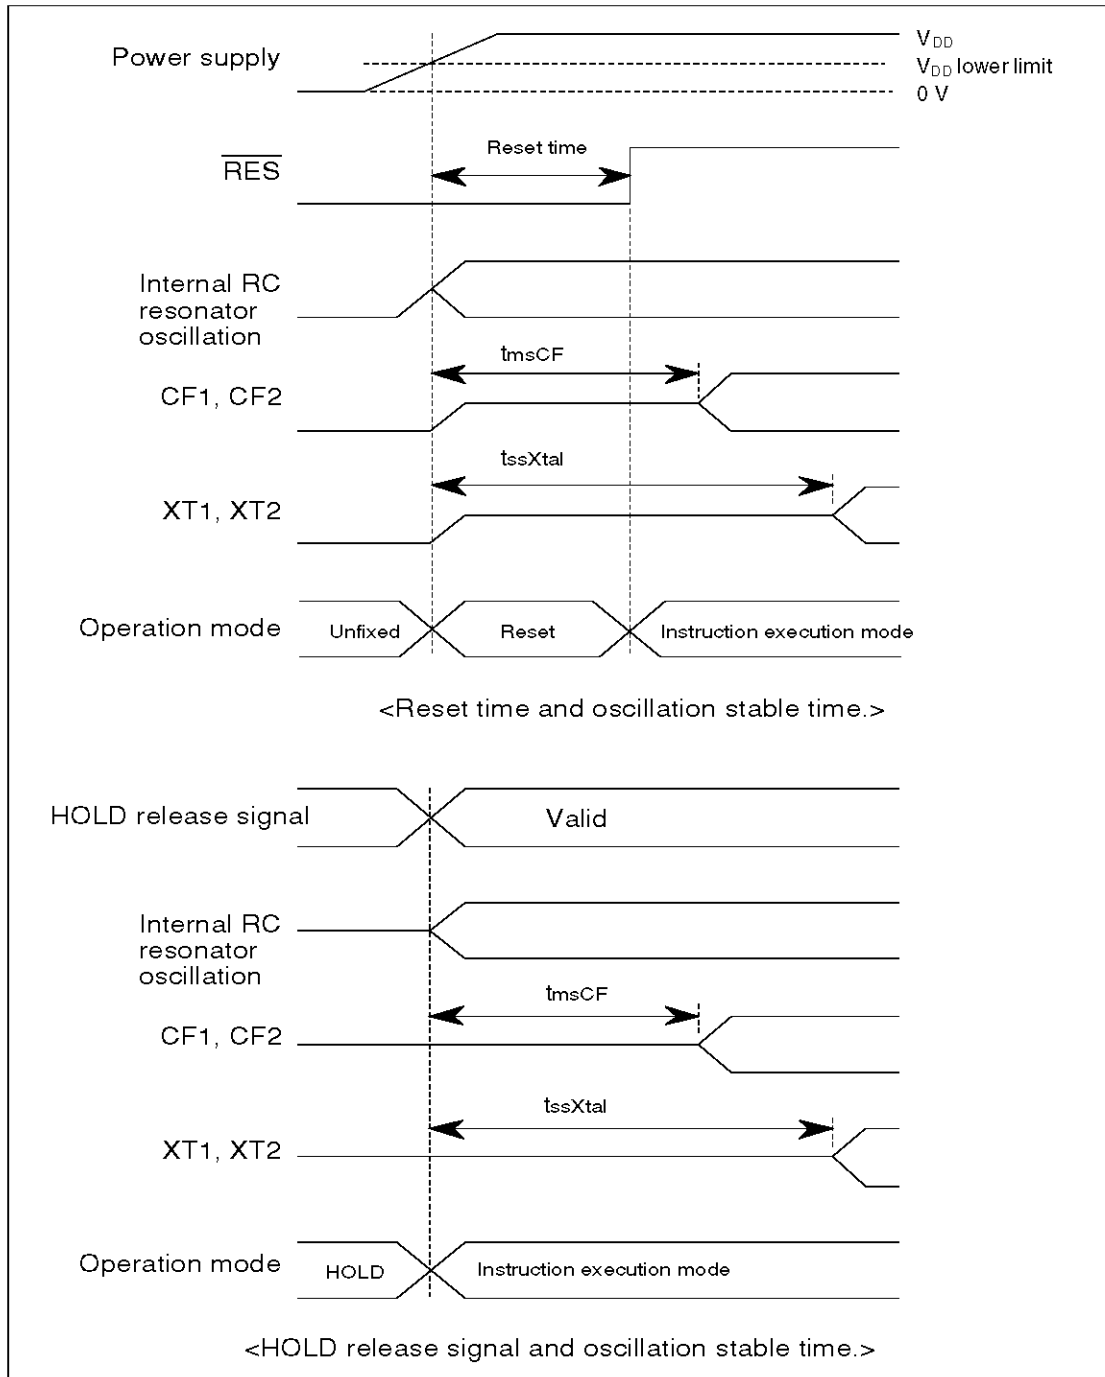 Power supply
VDD
VDD lower limit
0 V
RES
Reset time
Internal RC
resonator
oscillation
tmsCF
CF1, CF2
tssXtal
XT1, XT2
Operation mode
Unfixed
Reset
Instruction execution mode
<Reset time and oscillation stable time.>
HOLD release signal
Valid
Internal RC
resonator
oscillation
tmsCF
CF1, CF2
tssXtal
XT1, XT2
Operation mode
HOLD
Instruction execution mode
<HOLD release signal and oscillation stable time.>